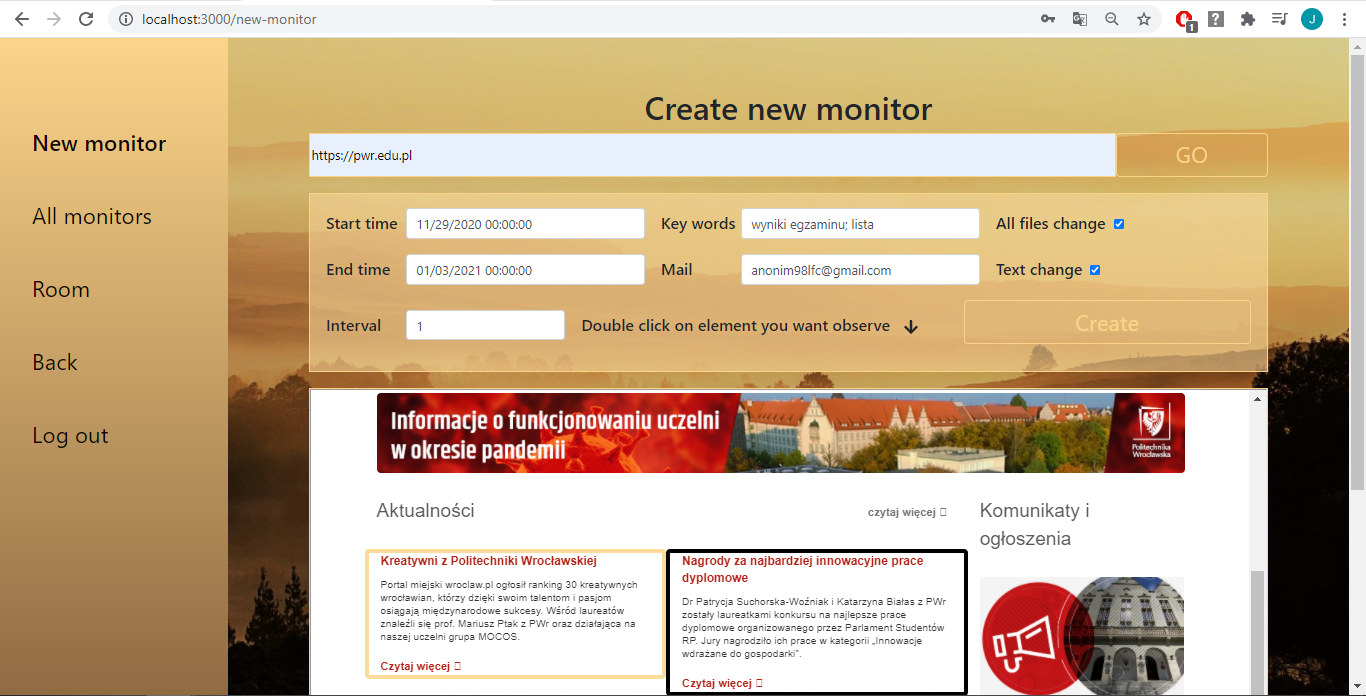 localhost:3000/new-monitor
1
J
Create new monitor
New monitor
All monitors
Room
Back
Log out
https://pwr.edu.pl
GO
Start time 11/29/2020 00:00:00 Key words wyniki egzaminu; lista All files change
End time 01/03/2021 00:00:00 Mail anonim98lfc@gmail.com Text change
Interval 1 Double click on element you want observe Create
Informacje o funkcjonowaniu uczelni
w okresie pandemii
Politechnika
Wrocławska
Aktualności
czytaj więcej
Komunikaty i
ogłoszenia
Kreatywni z Politechniki Wrocławskiej
Portal miejski wroclaw.pl ogłosił ranking 30 kreatywnych
wrocławian, którzy dzięki swoim talentom i pasjom
osiągają międzynarodowe sukcesy. Wśród laureatów
znaleźli się prof. Mariusz Ptak z PWr oraz działająca na
naszej uczelni grupa MOCOS.
Czytaj więcej
Nagrody za najbardziej innowacyjne prace
dyplomowe
Dr Patrycja Suchorska-Woźniak i Katarzyna Białas z PWr
zostały laureatkami konkursu na najlepsze prace
dyplomowe organizowanego przez Parlament Studentów
RP. Jury nagrodziło ich prace w kategorii „Innowacje
wdrażane do gospodarki”.
Czytaj więcej